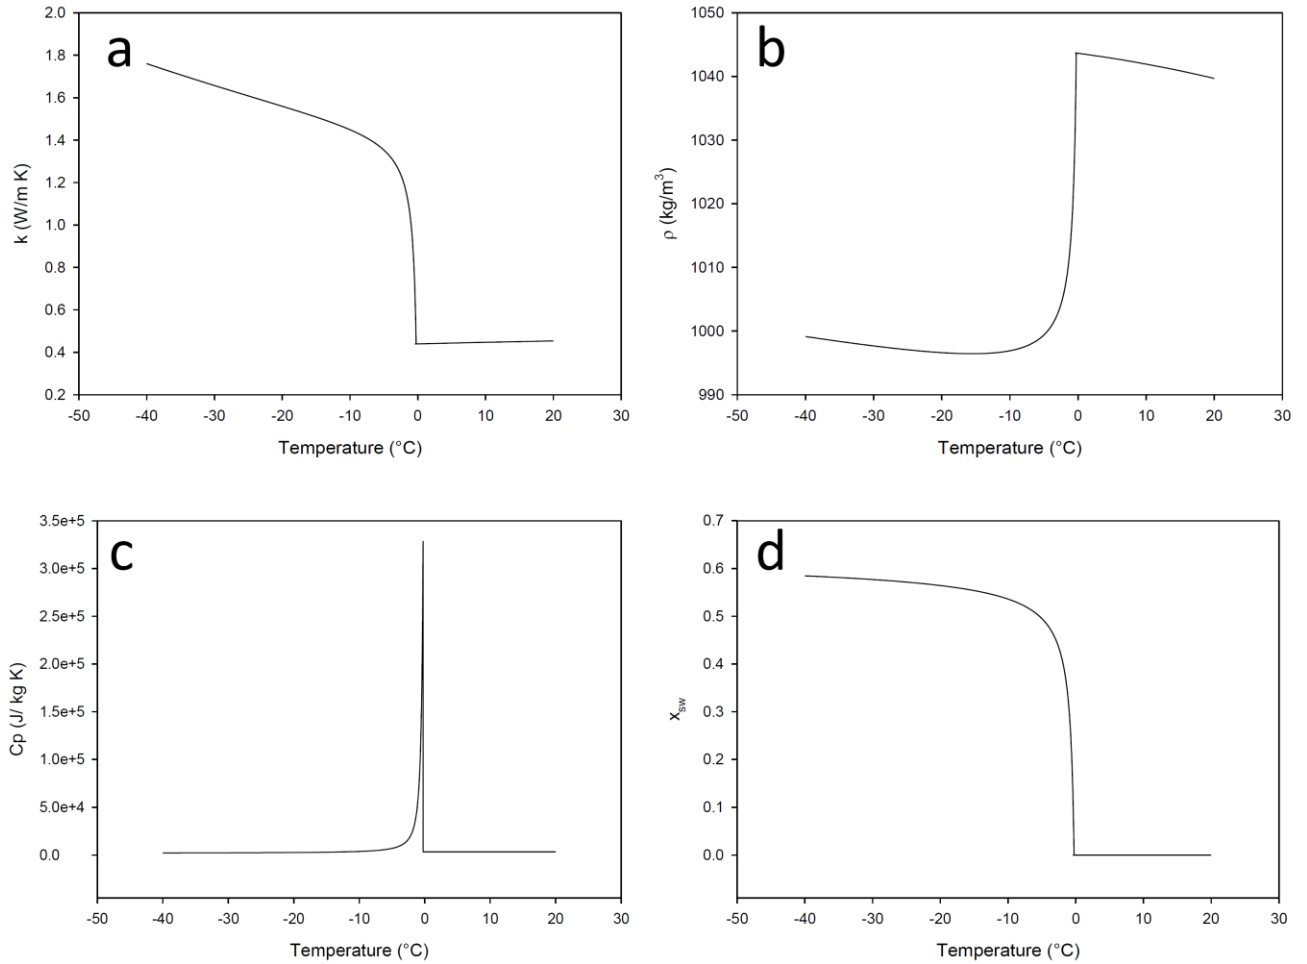 a
2.0
1.8
1.6
1.4
1.2
1.0
0.8
0.6
0.4
0.2
k (W/m K)
-50 -40 -30 -20 -10 0 10 20 30
Temperature (°C)
b
1050
1040
1030
1020
1010
1000
990
ρ (kg/m³)
-50 -40 -30 -20 -10 0 10 20 30
Temperature (°C)
c
3.5e+5
3.0e+5
2.5e+5
2.0e+5
1.5e+5
1.0e+5
5.0e+4
0.0
Cp (J/ kg K)
-50 -40 -30 -20 -10 0 10 20 30
Temperature (°C)
d
0.7
0.6
0.5
0.4
0.3
0.2
0.1
0.0
x_sw
-50 -40 -30 -20 -10 0 10 20 30
Temperature (°C)